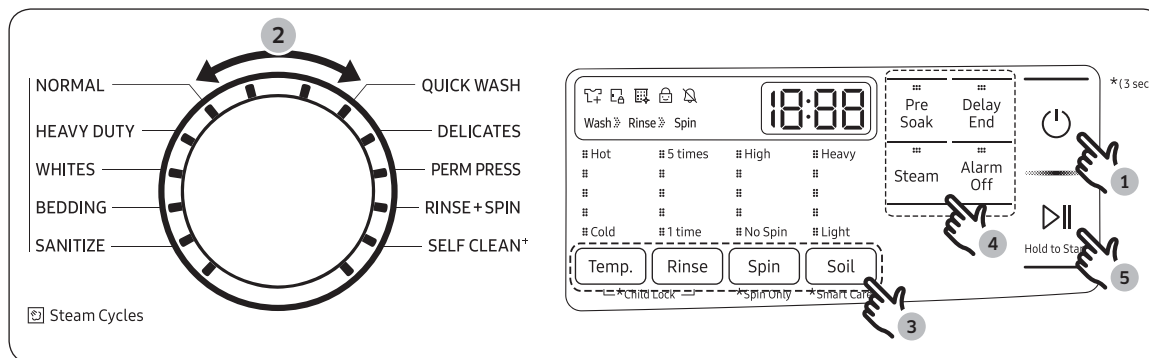 2
NORMAL
HEAVY DUTY
WHITES
BEDDING
SANITIZE
QUICK WASH
DELICATES
PERM PRESS
RINSE + SPIN
SELF CLEAN+
Steam Cycles
Wash Rinse Spin
18:88
Hot 5 times High Heavy
Cold 1 time No Spin Light
Temp. Rinse Spin Soil
*Child Lock *Spin Only *Smart Care
3
Pre Soak
Delay End
Steam
Alarm Off
4
*(3 sec
1
Hold to Start
5